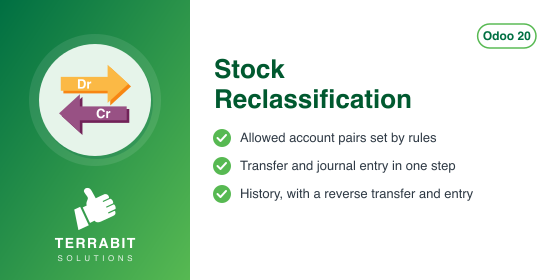 Odoo 20
Dr
Cr
Stock
Reclassification
Allowed account pairs set by rules
Transfer and journal entry in one step
History, with a reverse transfer and entry
TERRABIT
SOLUTIONS